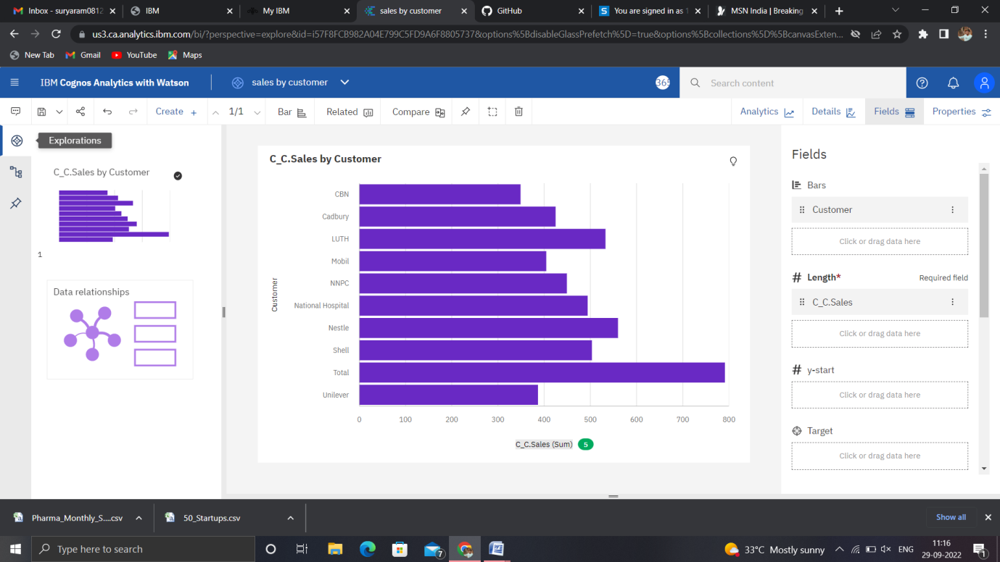 Inbox - suryaram0812
IBM
My IBM
sales by customer
GitHub
You are signed in as 1
MSN India | Breaking
us3.ca.analytics.ibm.com/bi/?perspective=explore&id=i57F8FCB982A04E799C5FD9A6F8805737&options%5BdisableGlassPrefetch%5D=true&options%5Bcollections%5D%5BcanvasExten...
New Tab
Gmail
YouTube
Maps
IBM Cognos Analytics with Watson
sales by customer
365
Search content
Create +
1/1
Bar
Related
Compare
Analytics
Details
Fields
Properties
Explorations
C_C.Sales by Customer
1
Data relationships
C_C.Sales by Customer
Customer
CBN
Cadbury
LUTH
Mobil
NNPC
National Hospital
Nestle
Shell
Total
Unilever
0 100 200 300 400 500 600 700 800
C_C.Sales (Sum) 5
Fields
Bars
Customer
Click or drag data here
# Length* Required field
C_C.Sales
Click or drag data here
# y-start
Click or drag data here
Target
Click or drag data here
Pharma_Monthly_S....csv
50_Startups.csv
Show all
Type here to search
7
33°C Mostly sunny
ENG
11:16
29-09-2022
1